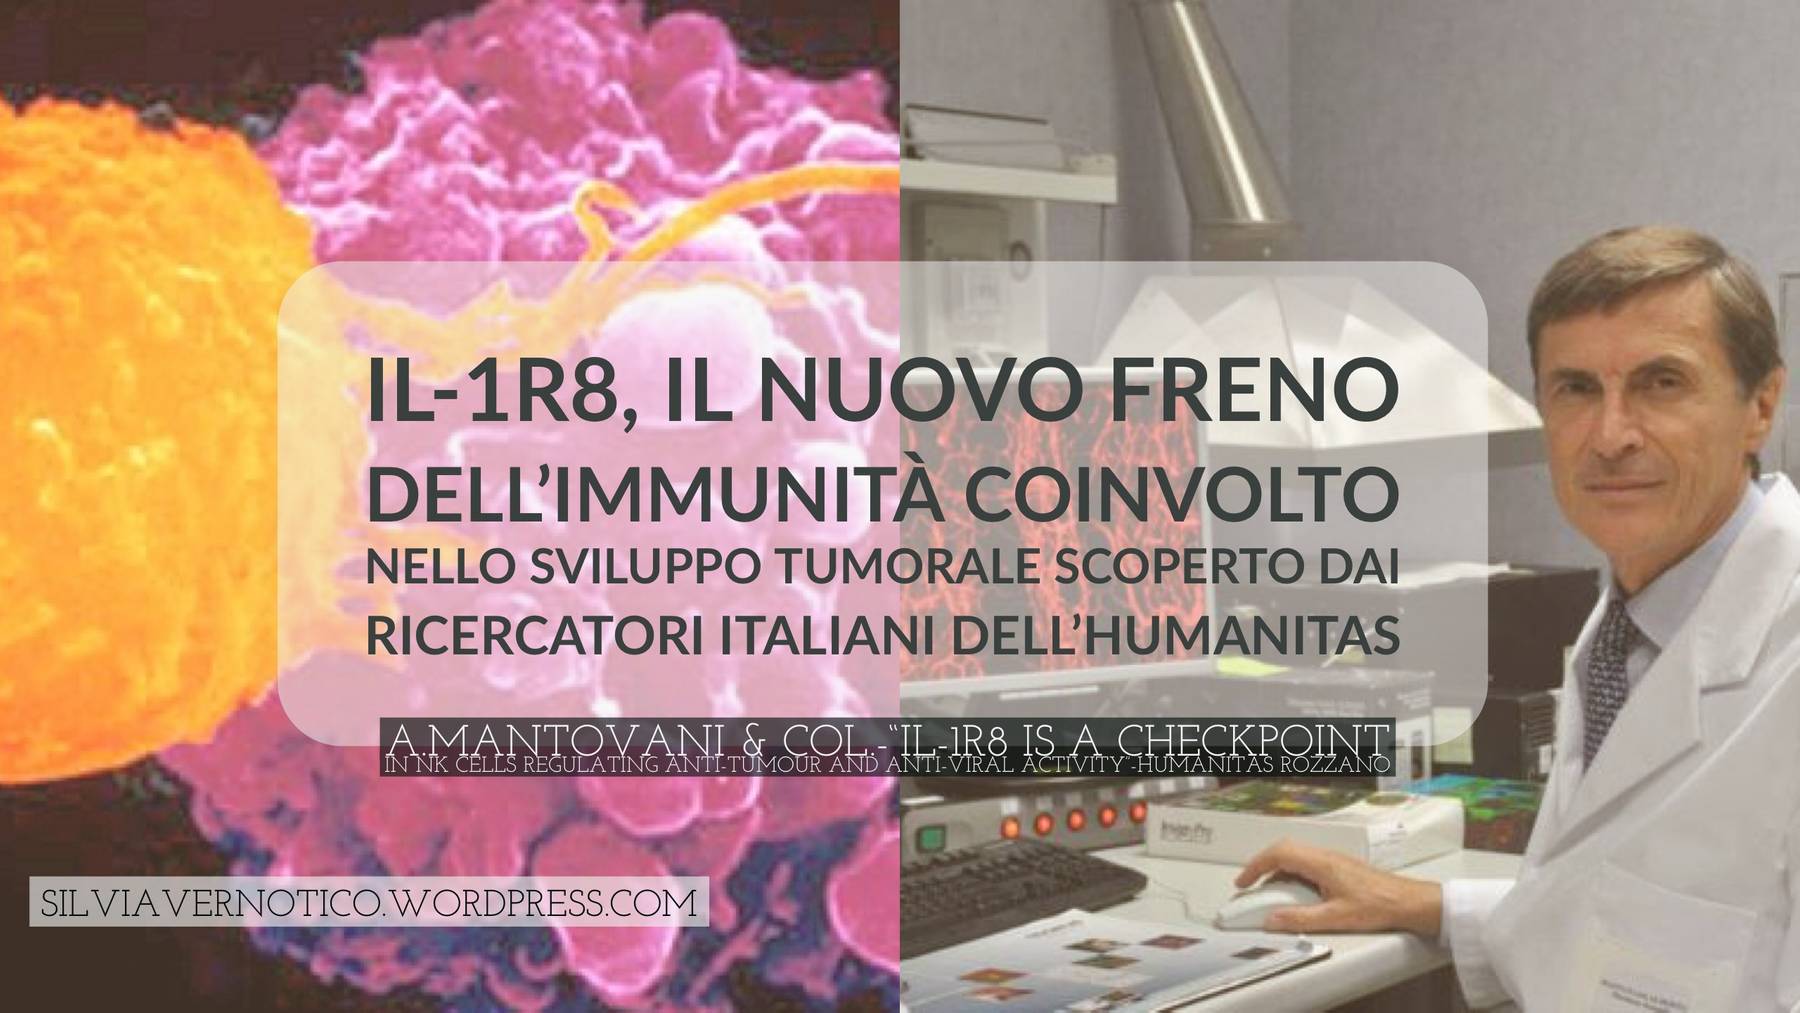 IL-1R8, IL NUOVO FRENO
DELL'IMMUNITÀ COINVOLTO
NELLO SVILUPPO TUMORALE SCOPERTO DAI
RICERCATORI ITALIANI DELL'HUMANITAS
A.MANTOVANI & COL.-“IL-1R8 IS A CHECKPOINT
IN NK CELLS REGULATING ANTI-TUMOUR AND ANTI-VIRAL ACTIVITY”-HUMANITAS ROZZANO
SILVIAVERNOTICO.WORDPRESS.COM